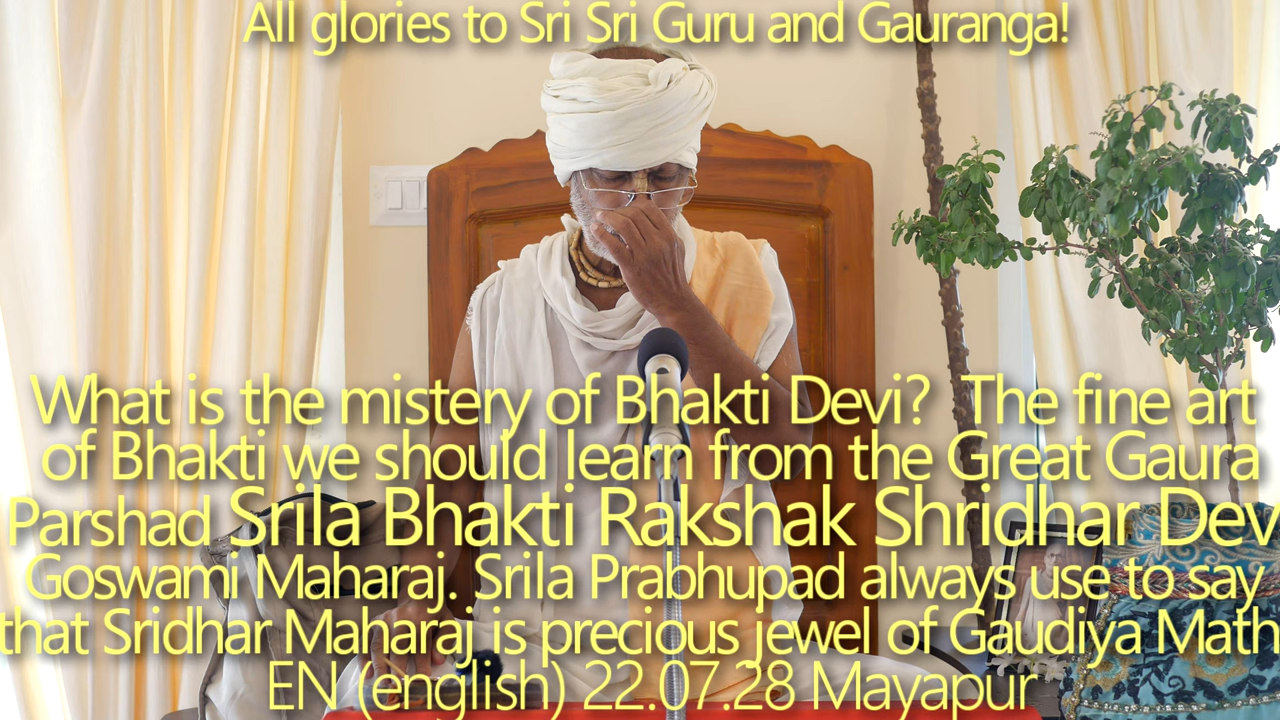 All glories to Sri Sri Guru and Gauranga!
What is the mistery of Bhakti Devi? The fine art
of Bhakti we should learn from the Great Gaura
Parshad Srila Bhakti Rakshak Shridhar Dev
Goswami Maharaj. Srila Prabhupad always use to say
that Sridhar Maharaj is precious jewel of Gaudiya Math
EN (english) 22.07.28 Mayapur